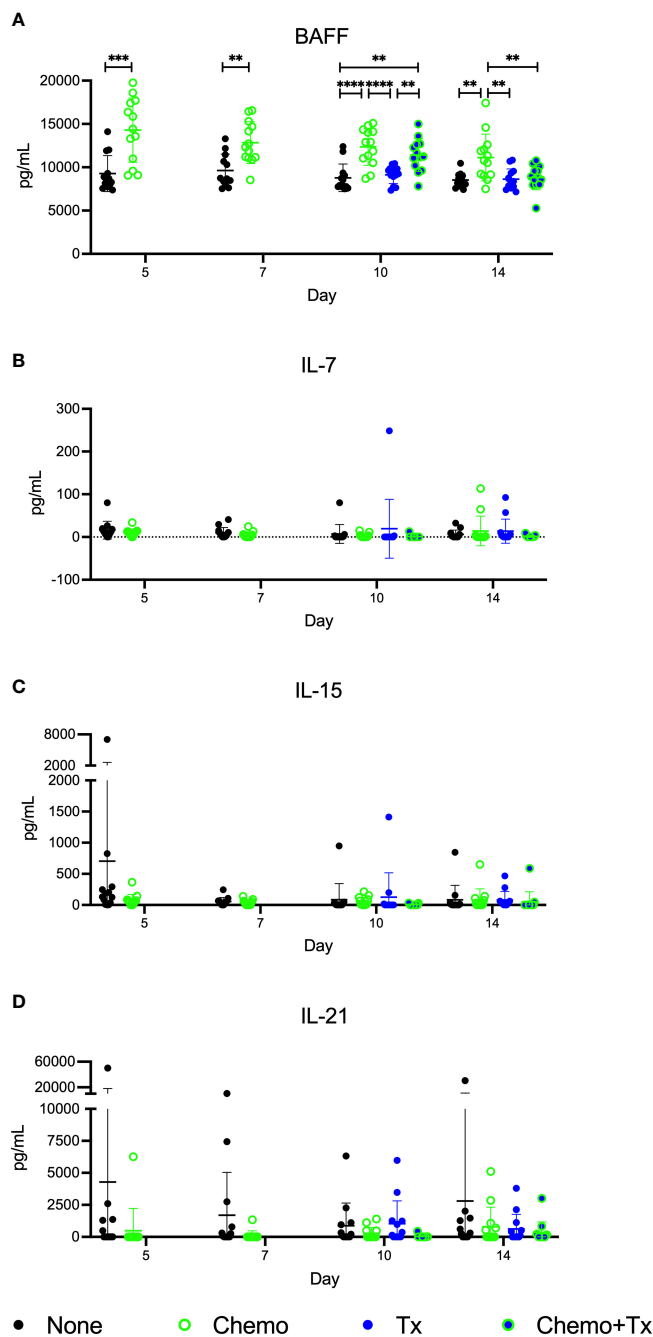 A
BAFF
*** ** ** **
**** **** ** ** **
20000
15000
10000
5000
0
pg/mL
5 7 10 14
Day
B
IL-7
300
200
100
0
-100
pg/mL
5 7 10 14
Day
C
IL-15
8000
2000
2000
1500
1000
500
0
pg/mL
5 7 10 14
Day
D
IL-21
60000
20000
10000
7500
5000
2500
0
pg/mL
5 7 10 14
Day
None Chemo Tx Chemo+Tx